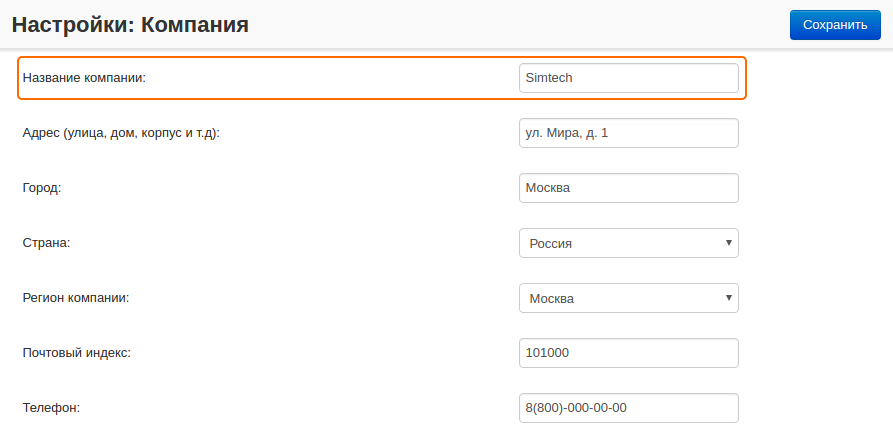 Настройки: Компания
Сохранить
Название компании: Simtech
Адрес (улица, дом, корпус и т.д): ул. Мира, д. 1
Город: Москва
Страна: Россия
Регион компании: Москва
Почтовый индекс: 101000
Телефон: 8(800)-000-00-00